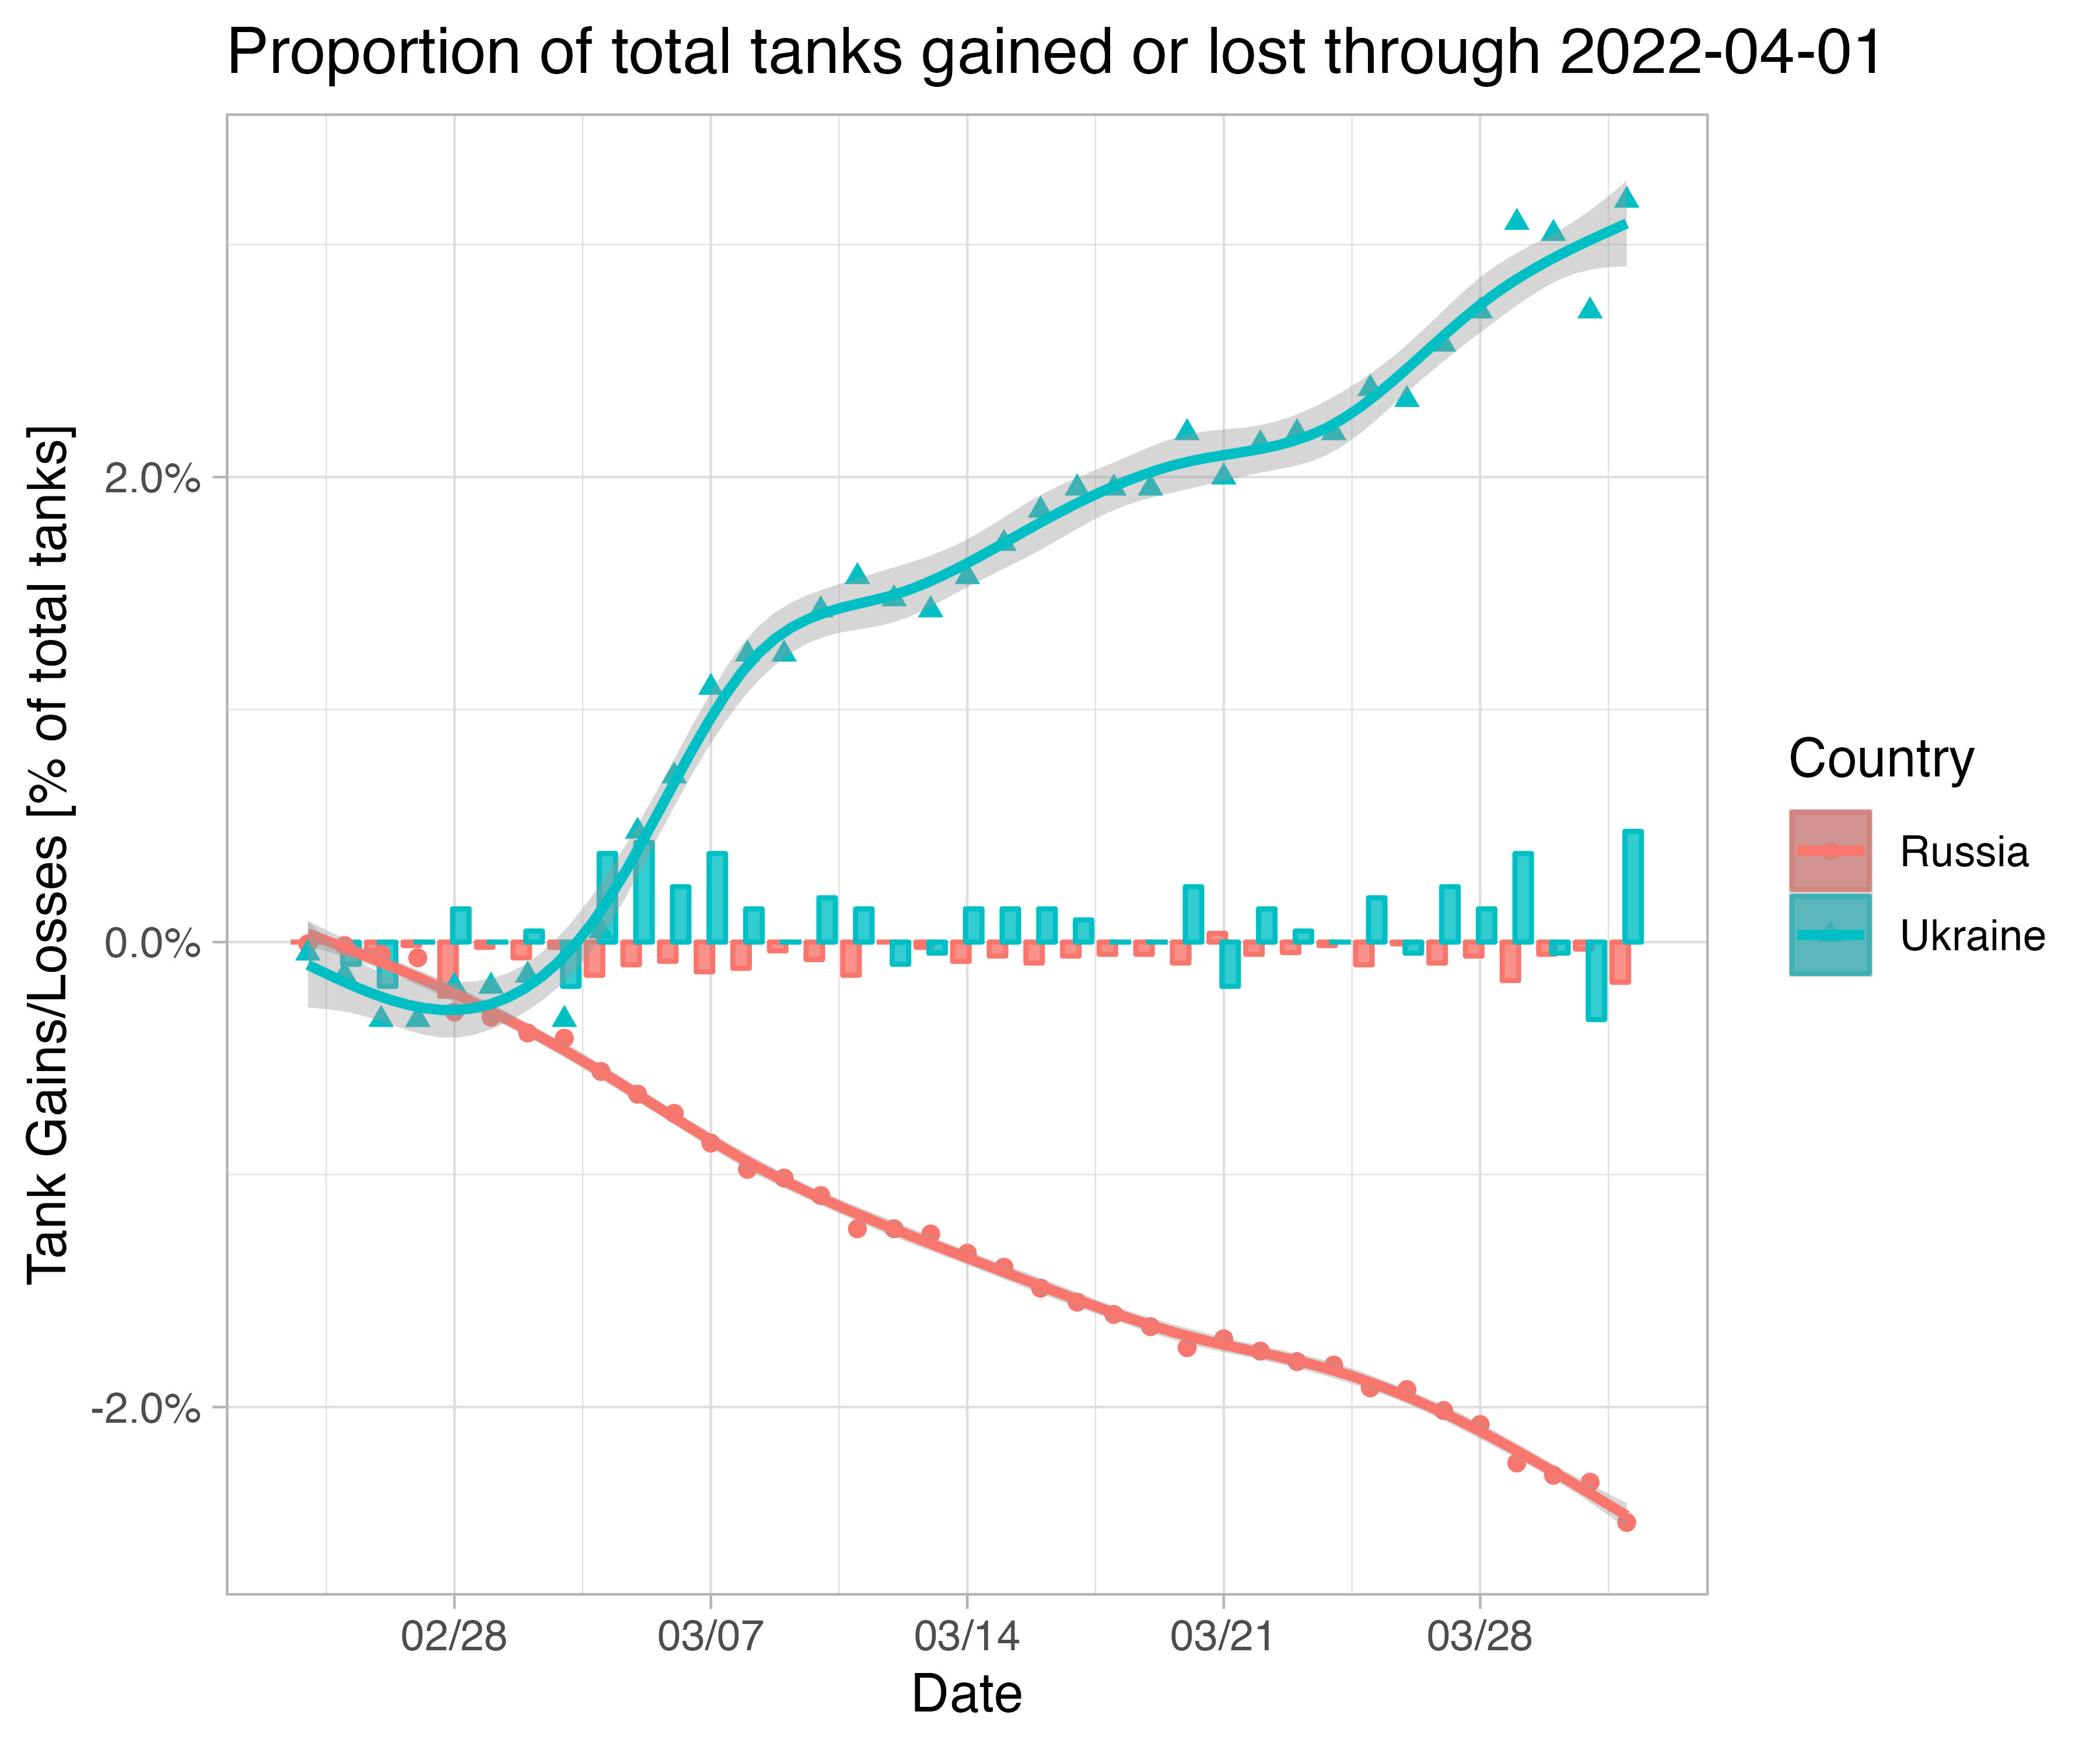 Proportion of total tanks gained or lost through 2022-04-01
Tank Gains/Losses [% of total tanks]
2.0%
0.0%
-2.0%
02/28
03/07
03/14
03/21
03/28
Date
Country
Russia
Ukraine